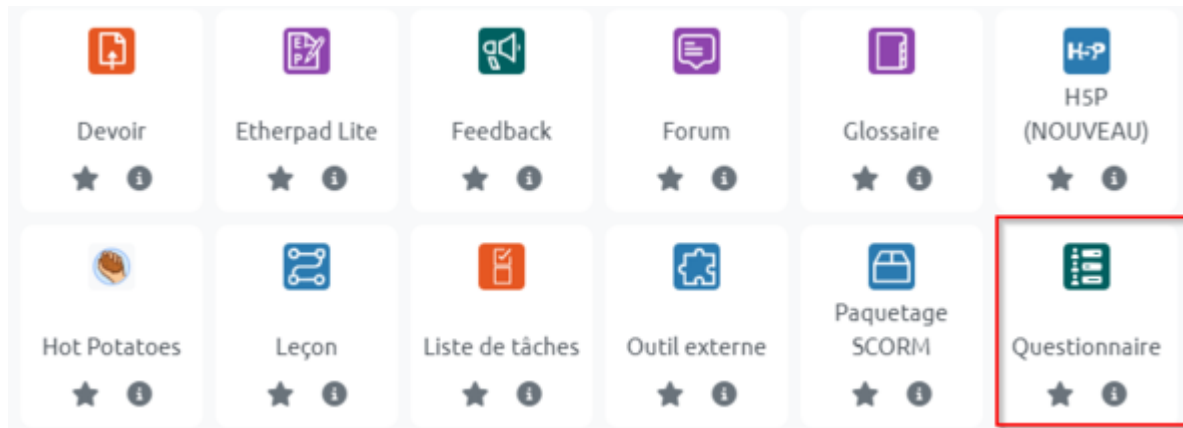 Devoir
Etherpad Lite
Feedback
Forum
Glossaire
H-P
H5P
(NOUVEAU)
Hot Potatoes
Leçon
Liste de tâches
Outil externe
Paquetage
SCORM
Questionnaire